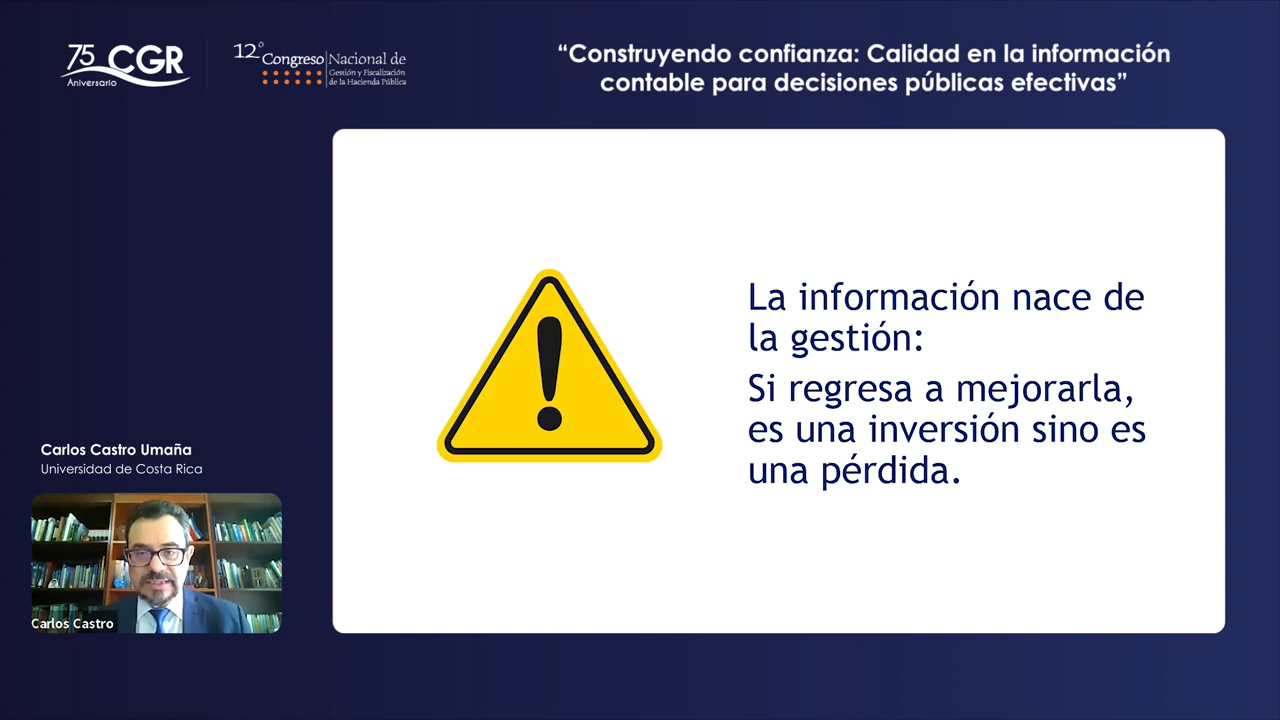 75 CGR
Aniversario
12° Congreso Nacional de
Gestión y Fiscalización
de la Hacienda Pública
“Construyendo confianza: Calidad en la información
contable para decisiones públicas efectivas”
La información nace de
la gestión:
Si regresa a mejorarla,
es una inversión sino es
una pérdida.
Carlos Castro Umaña
Universidad de Costa Rica
Carlos Castro